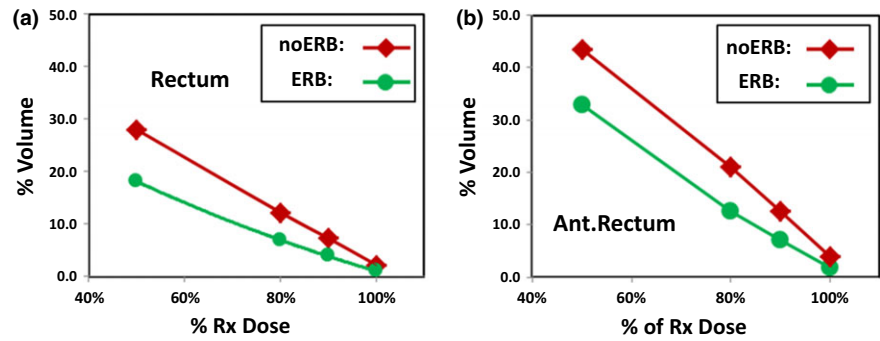 (a)
50.0
40.0
30.0
20.0
10.0
0.0
% Volume
Rectum
noERB:
ERB:
40%
60%
80%
100%
% Rx Dose
(b)
50.0
40.0
30.0
20.0
10.0
0.0
% Volume
noERB:
ERB:
Ant.Rectum
40%
60%
80%
100%
% of Rx Dose